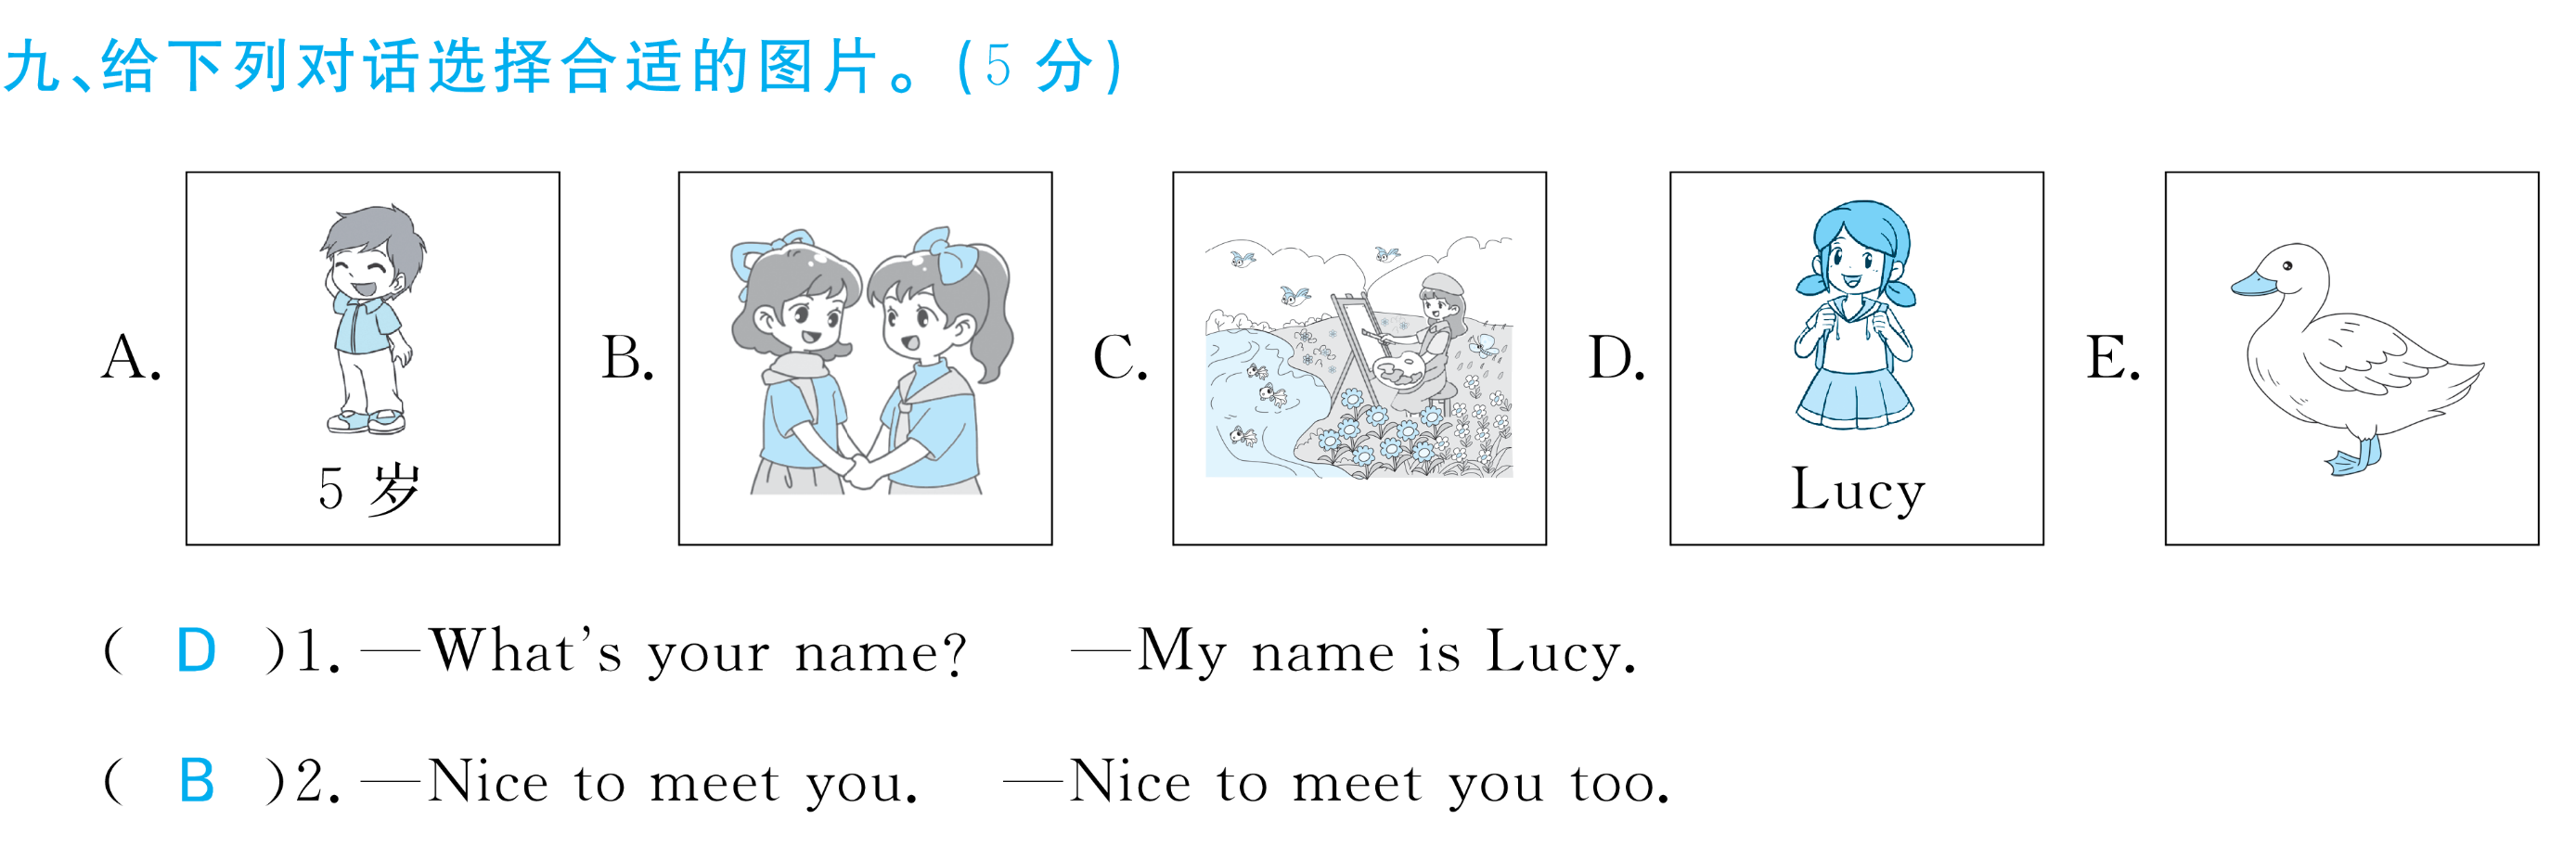 九、给下列对话选择合适的图片。(5 分)
A. B. C. D. E.
5 岁 Lucy
( D )1. —What's your name? —My name is Lucy.
( B )2. —Nice to meet you. —Nice to meet you too.